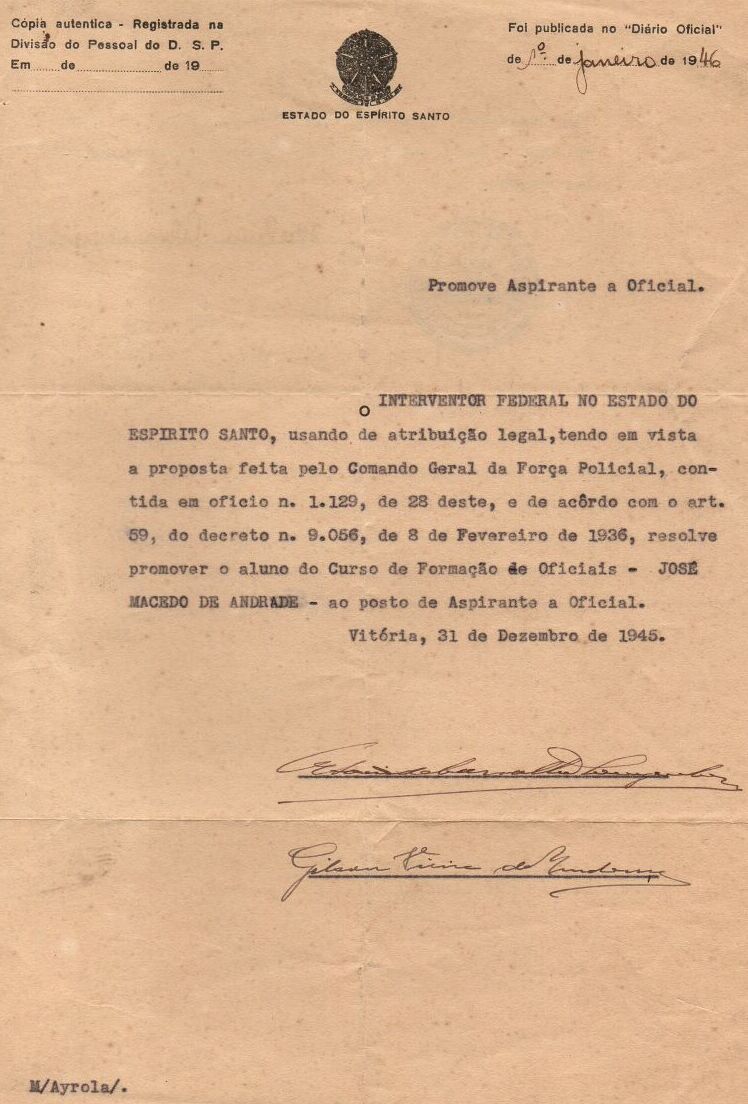 Cópia autentica - Registrada na
Divisão do Pessoal do D. S. P.
Em ...... de ...................... de 19 .....
Foi publicada no "Diário Oficial"
de 1º de janeiro de 1946
ESTADO DO ESPÍRITO SANTO
Promove Aspirante a Oficial.
O INTERVENTOR FEDERAL NO ESTADO DO
ESPIRITO SANTO, usando de atribuição legal,tendo em vista
a proposta feita pelo Comando Geral da Força Policial, con-
tida em oficio n. 1.129, de 28 deste, e de acôrdo com o art.
59, do decreto n. 9.056, de 8 de Fevereiro de 1936, resolve
promover o aluno do Curso de Formação de Oficiais - JOSÉ
MACEDO DE ANDRADE - ao posto de Aspirante a Oficial.
Vitória, 31 de Dezembro de 1945.
Gilson Vieira de
M/Ayrola/.